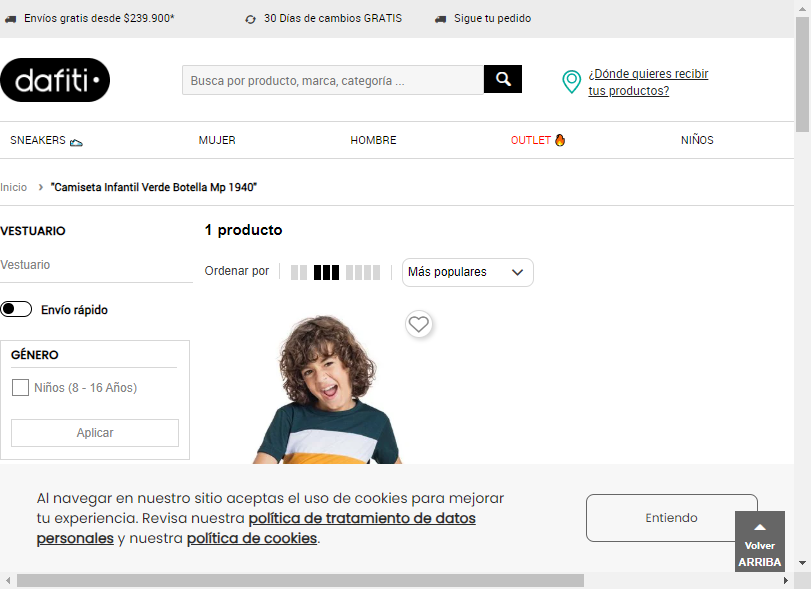 Envíos gratis desde $239.900*
30 Días de cambios GRATIS
Sigue tu pedido
dafiti
Busca por producto, marca, categoría ...
¿Dónde quieres recibir
tus productos?
SNEAKERS
MUJER
HOMBRE
OUTLET
NIÑOS
Inicio > "Camiseta Infantil Verde Botella Mp 1940"
VESTUARIO
Vestuario
Envío rápido
GÉNERO
Niños (8 - 16 Años)
Aplicar
1 producto
Ordenar por
Más populares
Al navegar en nuestro sitio aceptas el uso de cookies para mejorar
tu experiencia. Revisa nuestra política de tratamiento de datos
personales y nuestra política de cookies.
Entiendo
Volver
ARRIBA